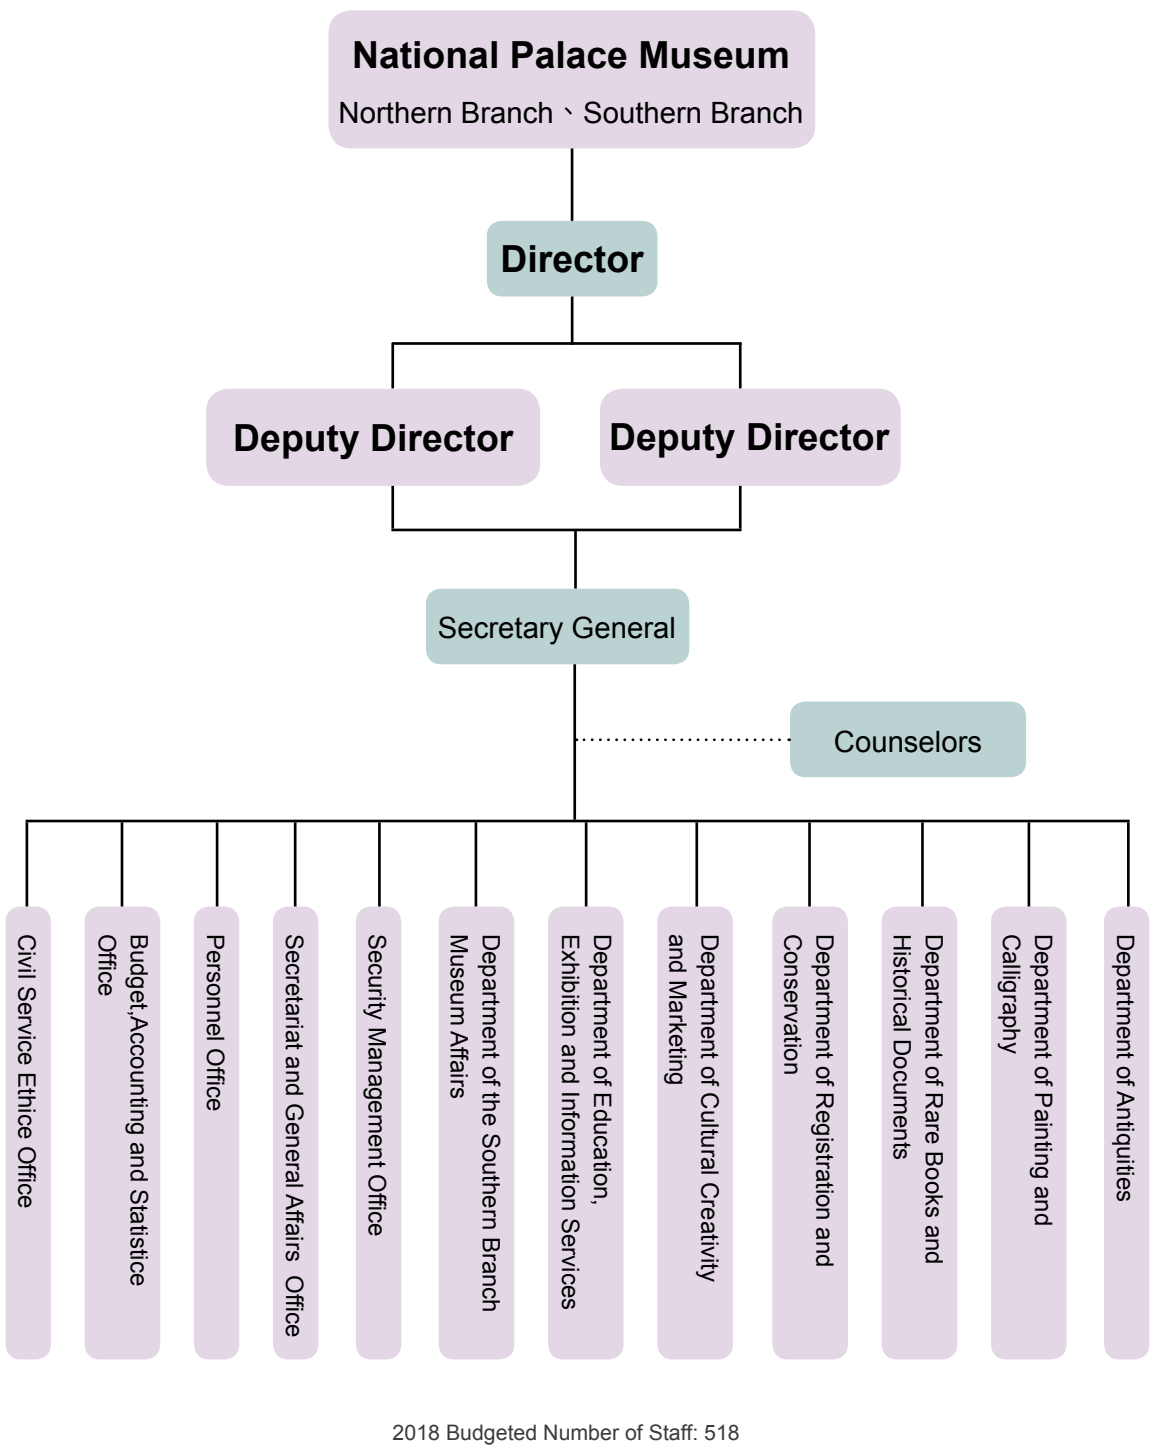 National Palace Museum
Northern Branch、Southern Branch
Director
Deputy Director
Deputy Director
Secretary General
Counselors
Civil Service Ethice Office
Budget,Accounting and Statistice
Office
Personnel Office
Secretariat and General Affairs Office
Security Management Office
Department of the Southern Branch
Museum Affairs
Department of Education,
Exhibition and Information Services
Department of Cultural Creativity
and Marketing
Department of Registration and
Conservation
Department of Rare Books and
Historical Documents
Department of Painting and
Calligraphy
Department of Antiquities
2018 Budgeted Number of Staff: 518